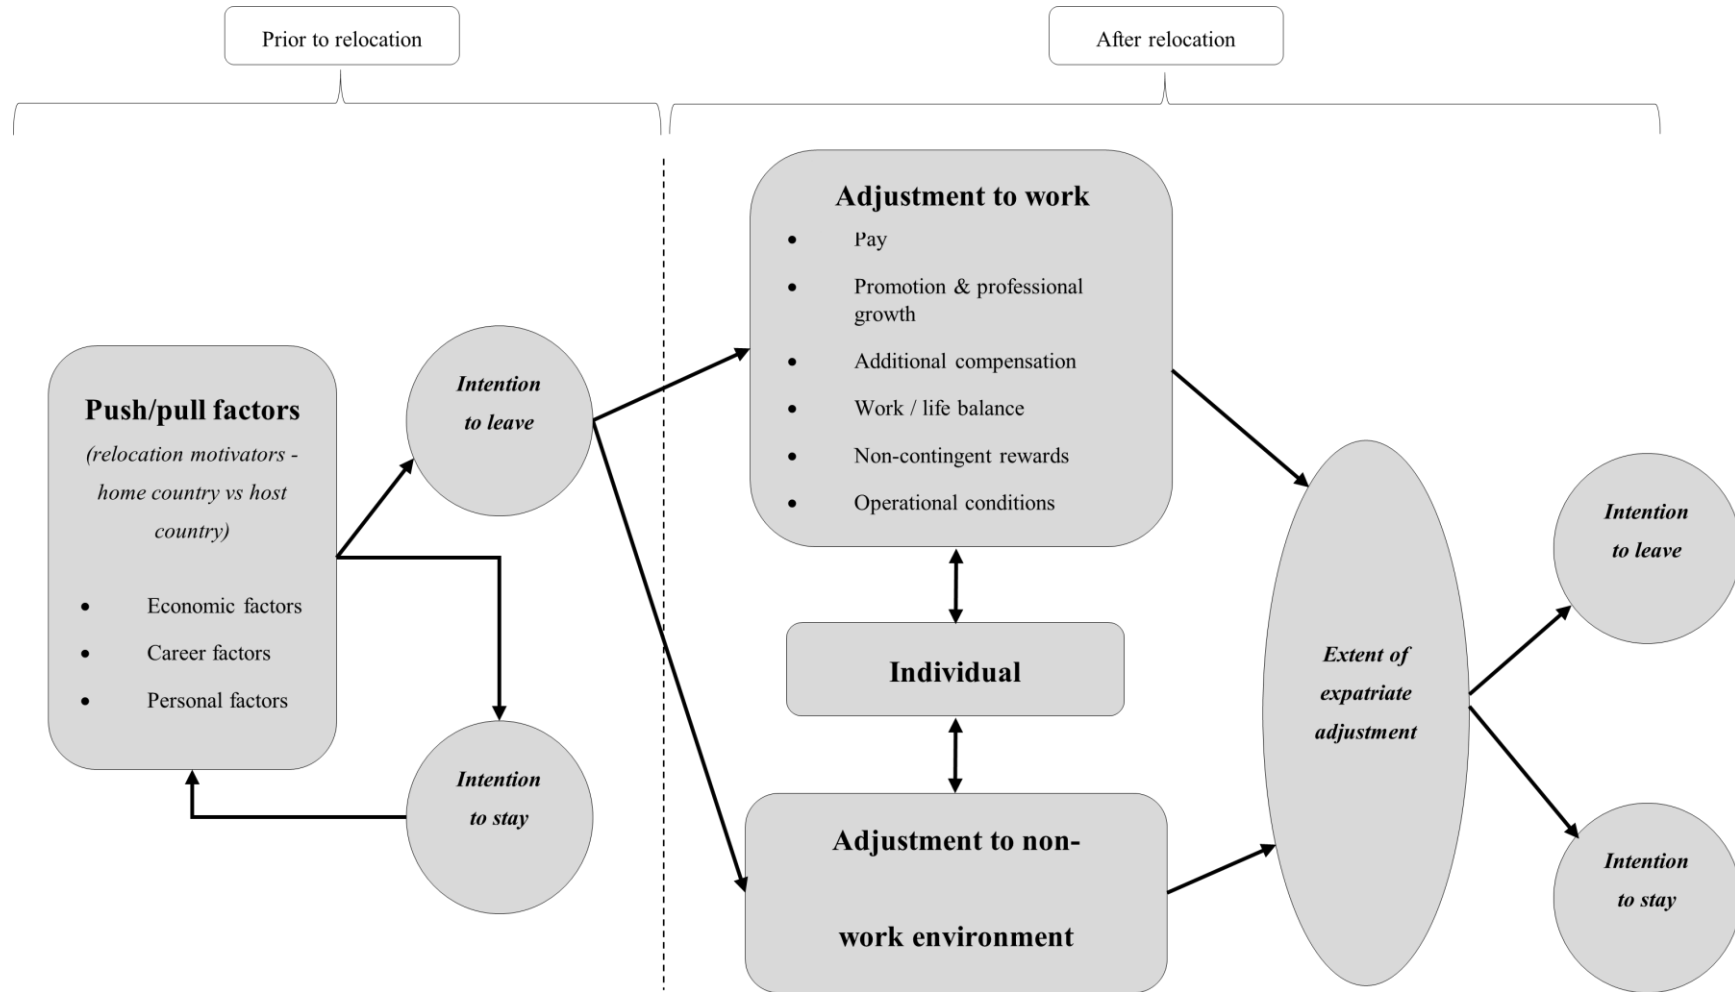 Prior to relocation
After relocation
Push/pull factors
(relocation motivators -
home country vs host
country)
• Economic factors
• Career factors
• Personal factors
Intention
to leave
Intention
to stay
Adjustment to work
• Pay
• Promotion & professional
growth
• Additional compensation
• Work / life balance
• Non-contingent rewards
• Operational conditions
Individual
Adjustment to non-
work environment
Extent of
expatriate
adjustment
Intention
to leave
Intention
to stay